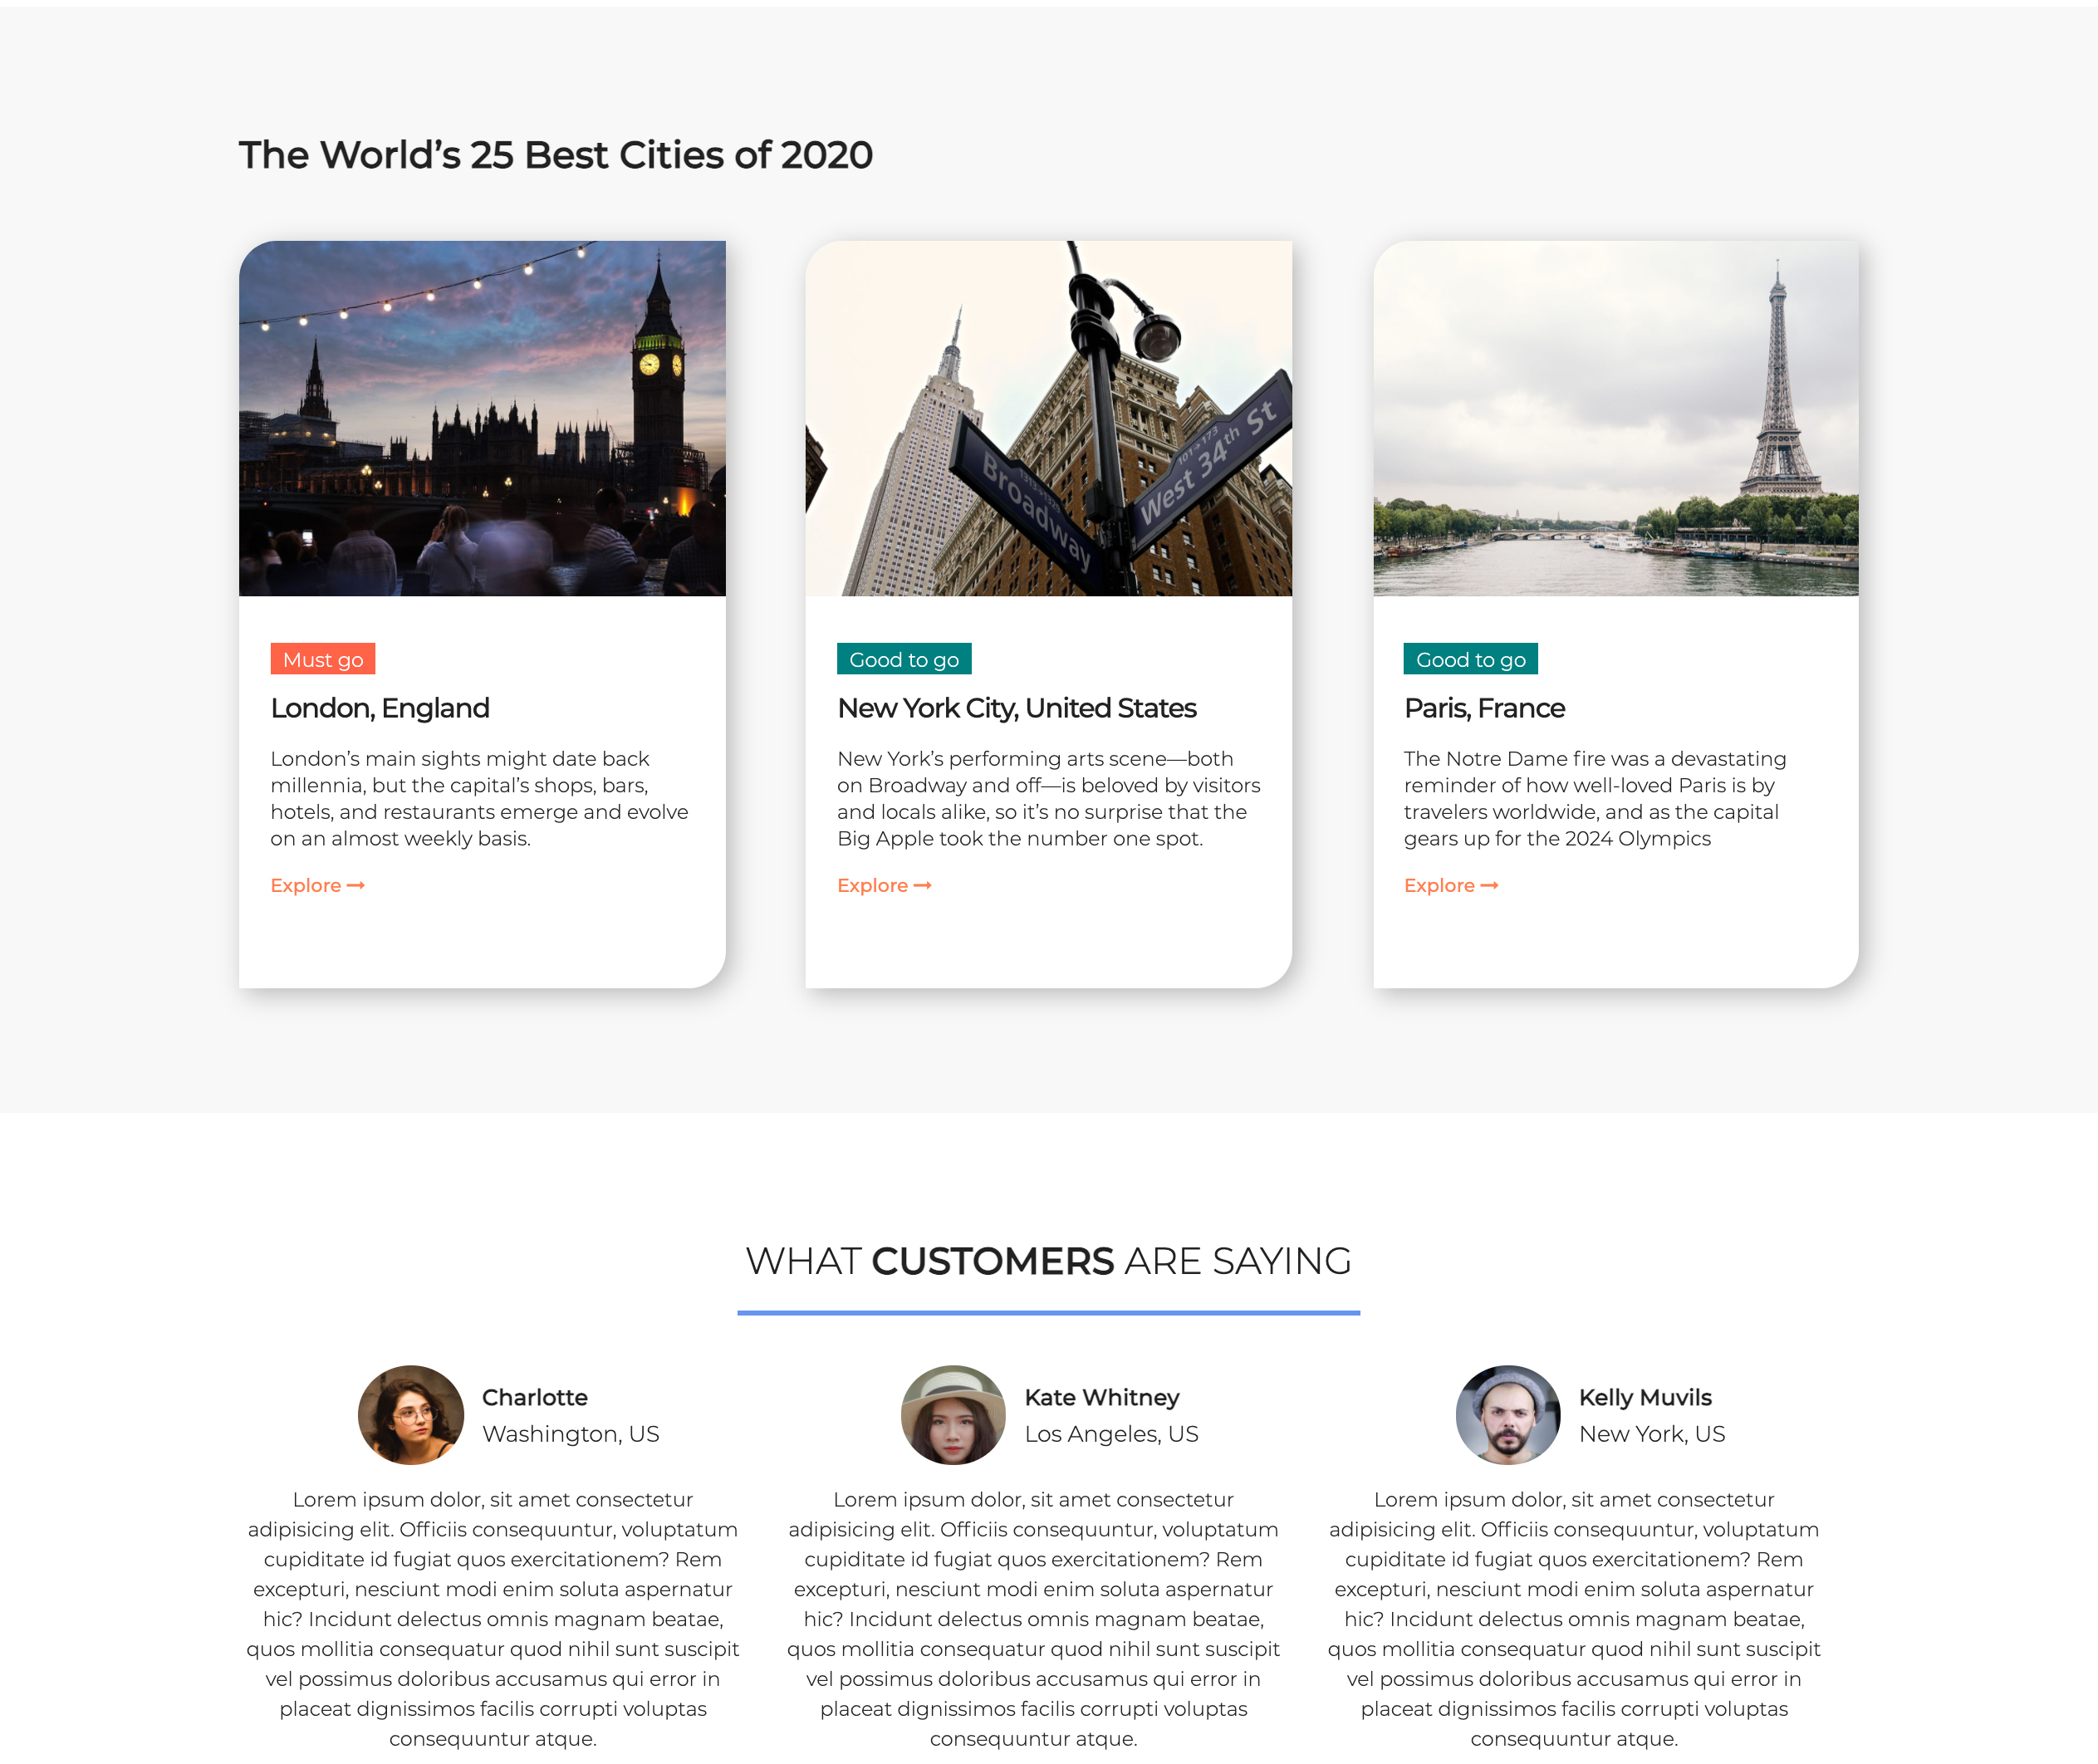 The World’s 25 Best Cities of 2020
Broadway
101→173
West 34th St
Must go
London, England
London’s main sights might date back
millennia, but the capital’s shops, bars,
hotels, and restaurants emerge and evolve
on an almost weekly basis.
Explore
Good to go
New York City, United States
New York’s performing arts scene—both
on Broadway and off—is beloved by visitors
and locals alike, so it’s no surprise that the
Big Apple took the number one spot.
Explore
Good to go
Paris, France
The Notre Dame fire was a devastating
reminder of how well-loved Paris is by
travelers worldwide, and as the capital
gears up for the 2024 Olympics
Explore
WHAT CUSTOMERS ARE SAYING
Charlotte
Washington, US
Lorem ipsum dolor, sit amet consectetur
adipisicing elit. Officiis consequuntur, voluptatum
cupiditate id fugiat quos exercitationem? Rem
excepturi, nesciunt modi enim soluta aspernatur
hic? Incidunt delectus omnis magnam beatae,
quos mollitia consequatur quod nihil sunt suscipit
vel possimus doloribus accusamus qui error in
placeat dignissimos facilis corrupti voluptas
consequuntur atque.
Kate Whitney
Los Angeles, US
Lorem ipsum dolor, sit amet consectetur
adipisicing elit. Officiis consequuntur, voluptatum
cupiditate id fugiat quos exercitationem? Rem
excepturi, nesciunt modi enim soluta aspernatur
hic? Incidunt delectus omnis magnam beatae,
quos mollitia consequatur quod nihil sunt suscipit
vel possimus doloribus accusamus qui error in
placeat dignissimos facilis corrupti voluptas
consequuntur atque.
Kelly Muvils
New York, US
Lorem ipsum dolor, sit amet consectetur
adipisicing elit. Officiis consequuntur, voluptatum
cupiditate id fugiat quos exercitationem? Rem
excepturi, nesciunt modi enim soluta aspernatur
hic? Incidunt delectus omnis magnam beatae,
quos mollitia consequatur quod nihil sunt suscipit
vel possimus doloribus accusamus qui error in
placeat dignissimos facilis corrupti voluptas
consequuntur atque.